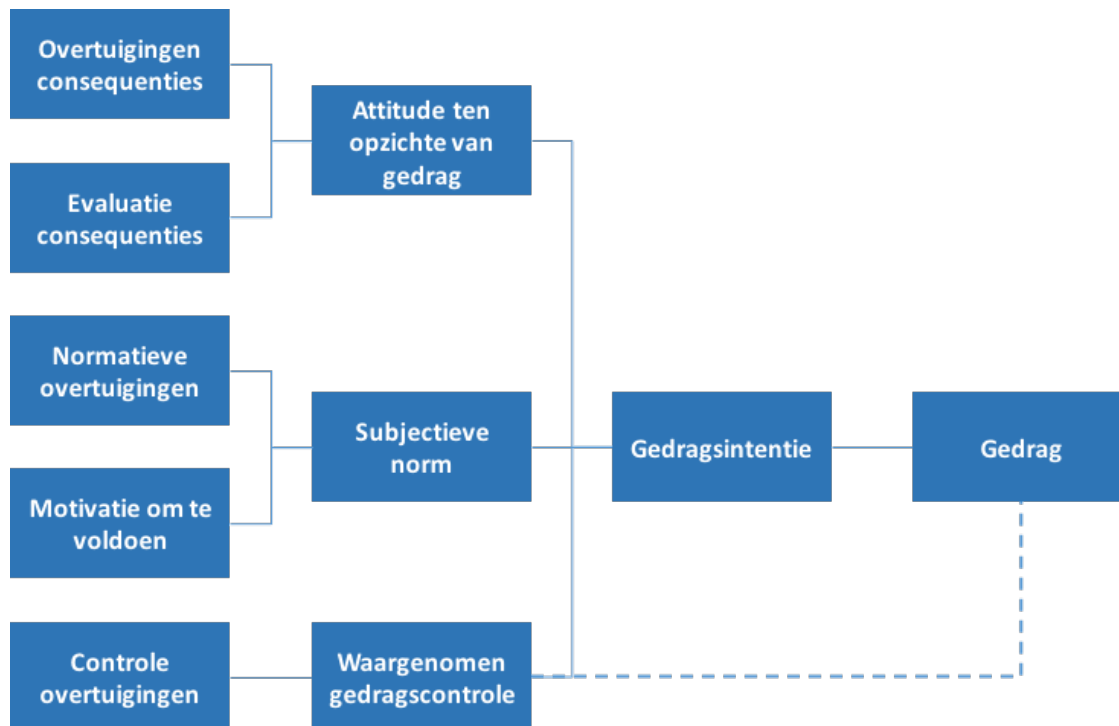 Overtuigingen
consequenties
Attitude ten
opzichte van
gedrag
Evaluatie
consequenties
Normatieve
overtuigingen
Subjectieve
norm
Gedragsintentie
Gedrag
Motivatie om te
voldoen
Controle
overtuigingen
Waargenomen
gedragscontrole